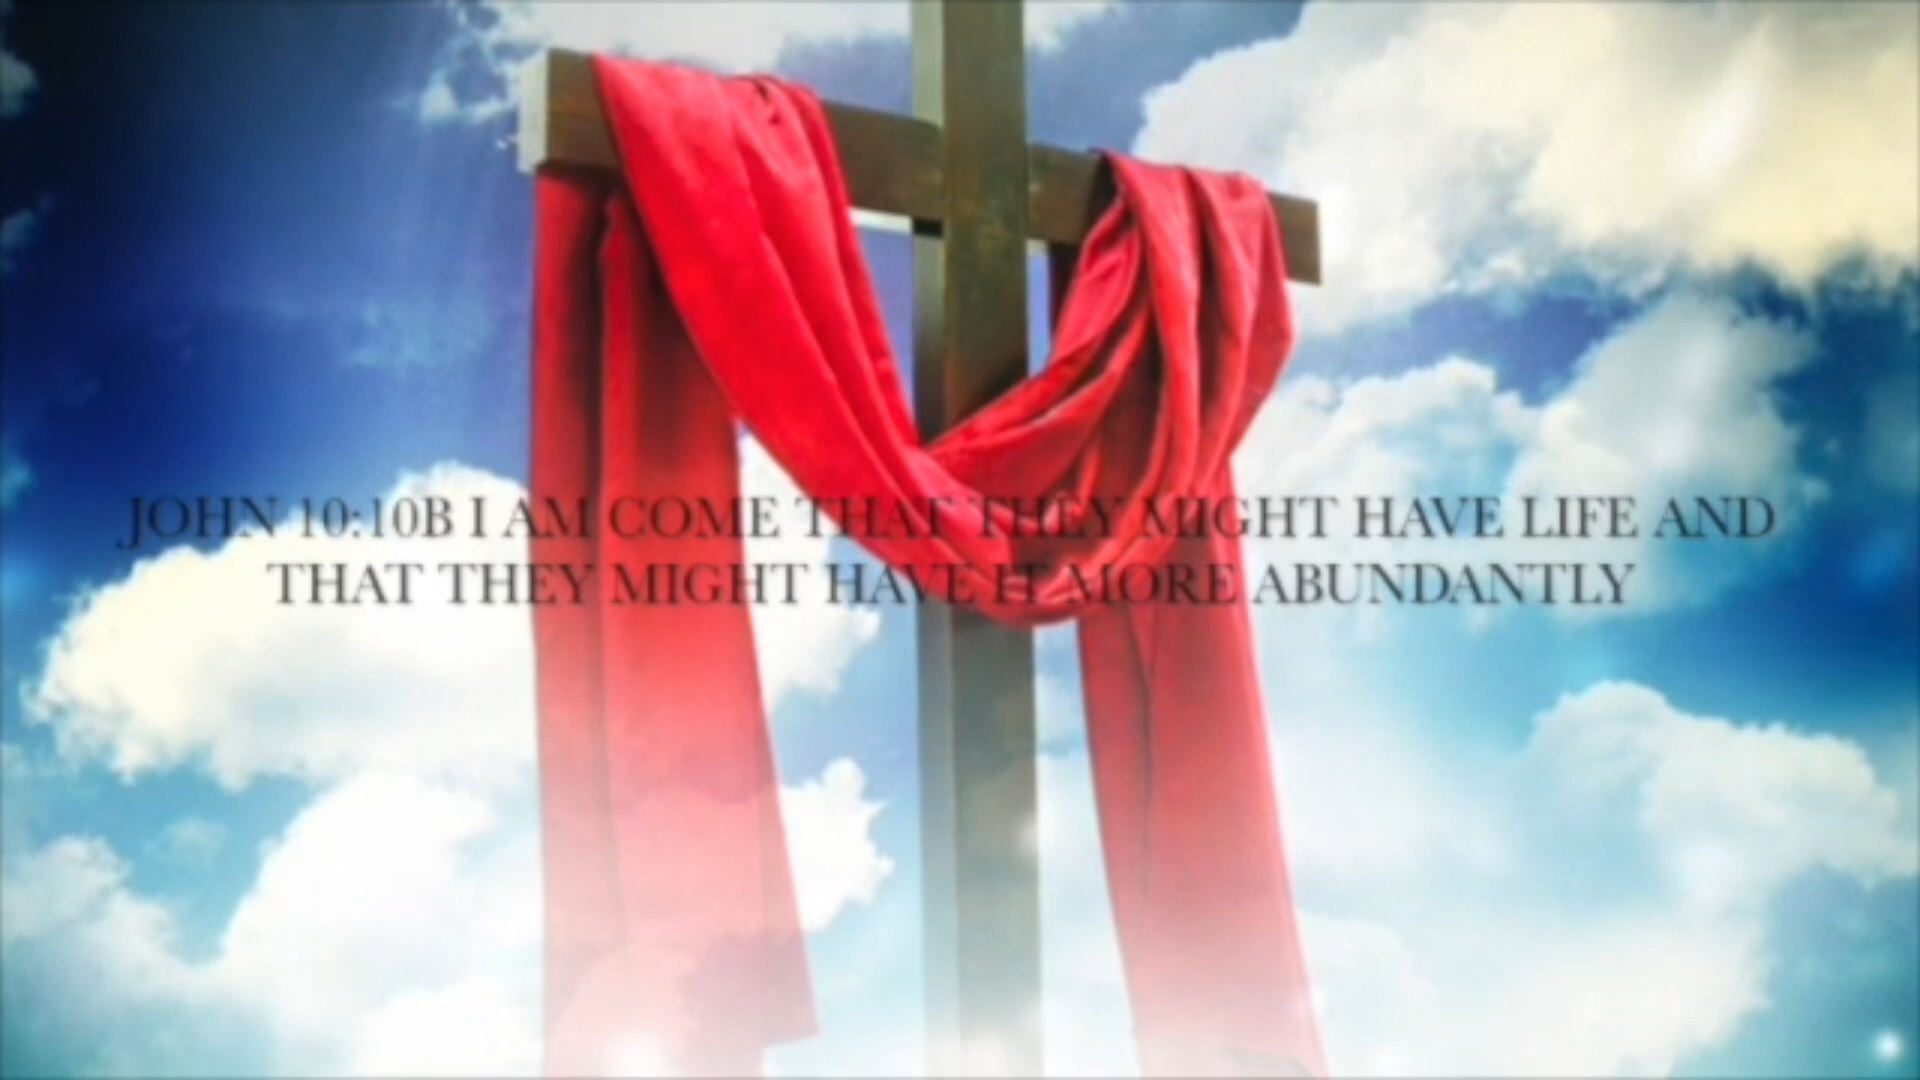 JOHN 10:10B I AM COME THAT THEY MIGHT HAVE LIFE AND
THAT THEY MIGHT HAVE IT MORE ABUNDANTLY